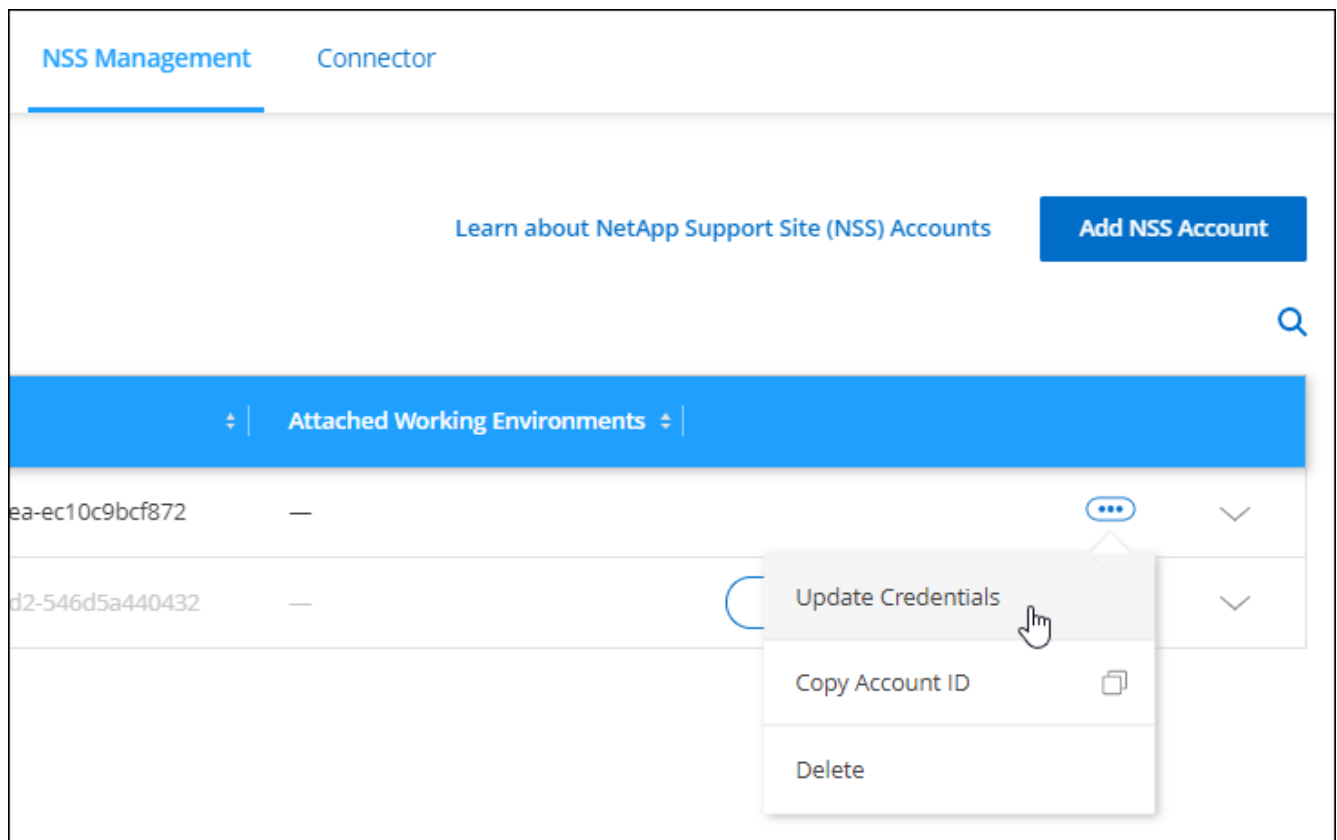 NSS Management Connector
Learn about NetApp Support Site (NSS) Accounts Add NSS Account
Attached Working Environments
ea-ec10c9bcf872 —
d2-546d5a440432 —
Update Credentials
Copy Account ID
Delete